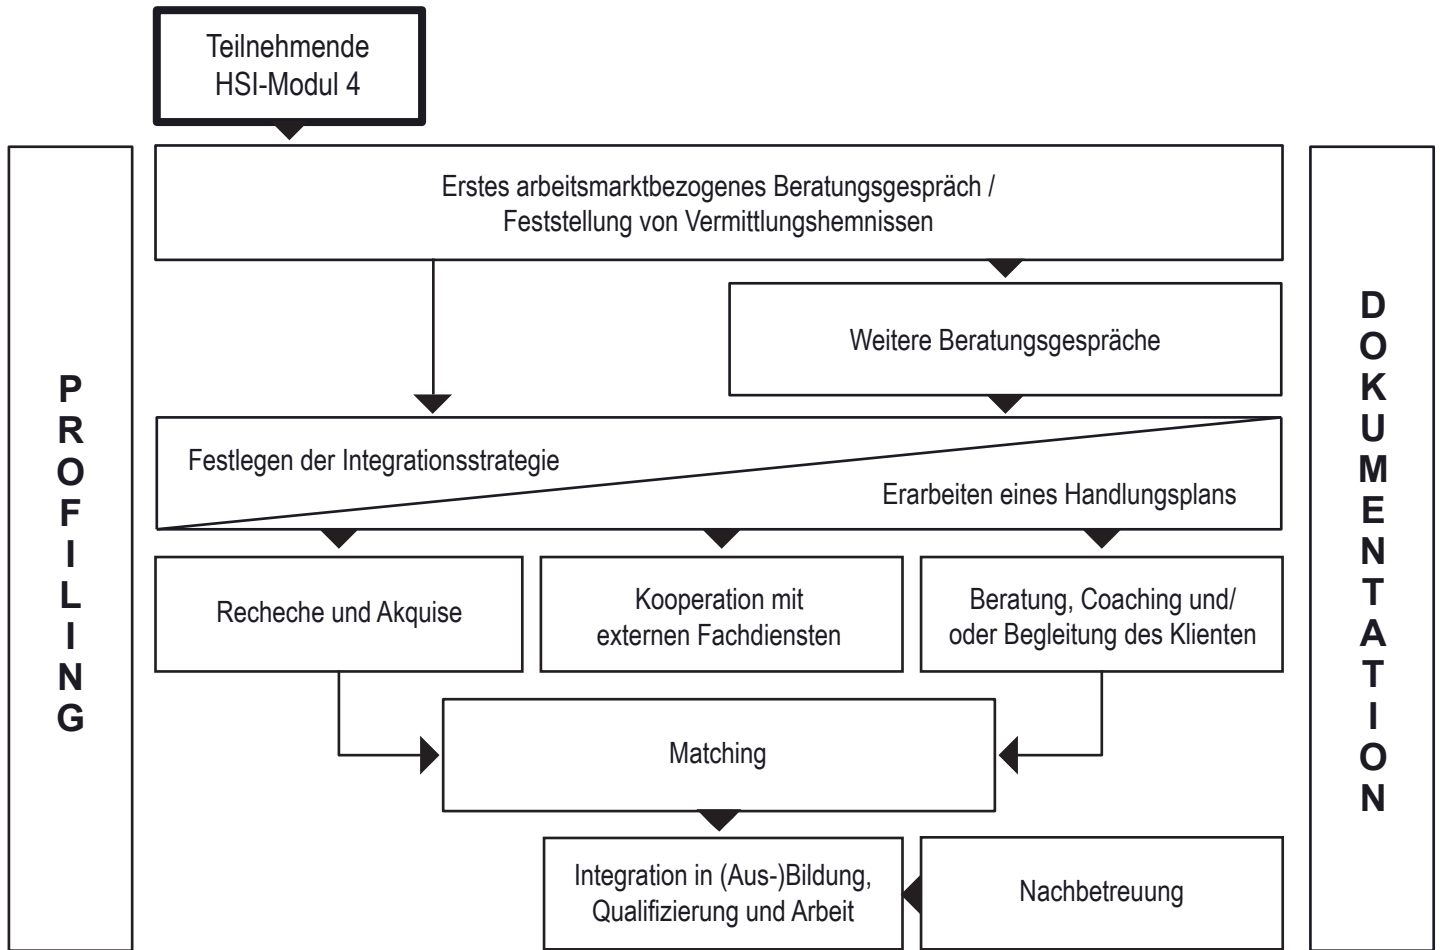 Teilnehmende
HSI-Modul 4
PROFILING
Erstes arbeitsmarktbezogenes Beratungsgespräch /
Feststellung von Vermittlungshemnissen
DOKUMENTATION
Weitere Beratungsgespräche
Festlegen der Integrationsstrategie
Erarbeiten eines Handlungsplans
Recheche und Akquise
Kooperation mit
externen Fachdiensten
Beratung, Coaching und/
oder Begleitung des Klienten
Matching
Integration in (Aus-)Bildung,
Qualifizierung und Arbeit
Nachbetreuung